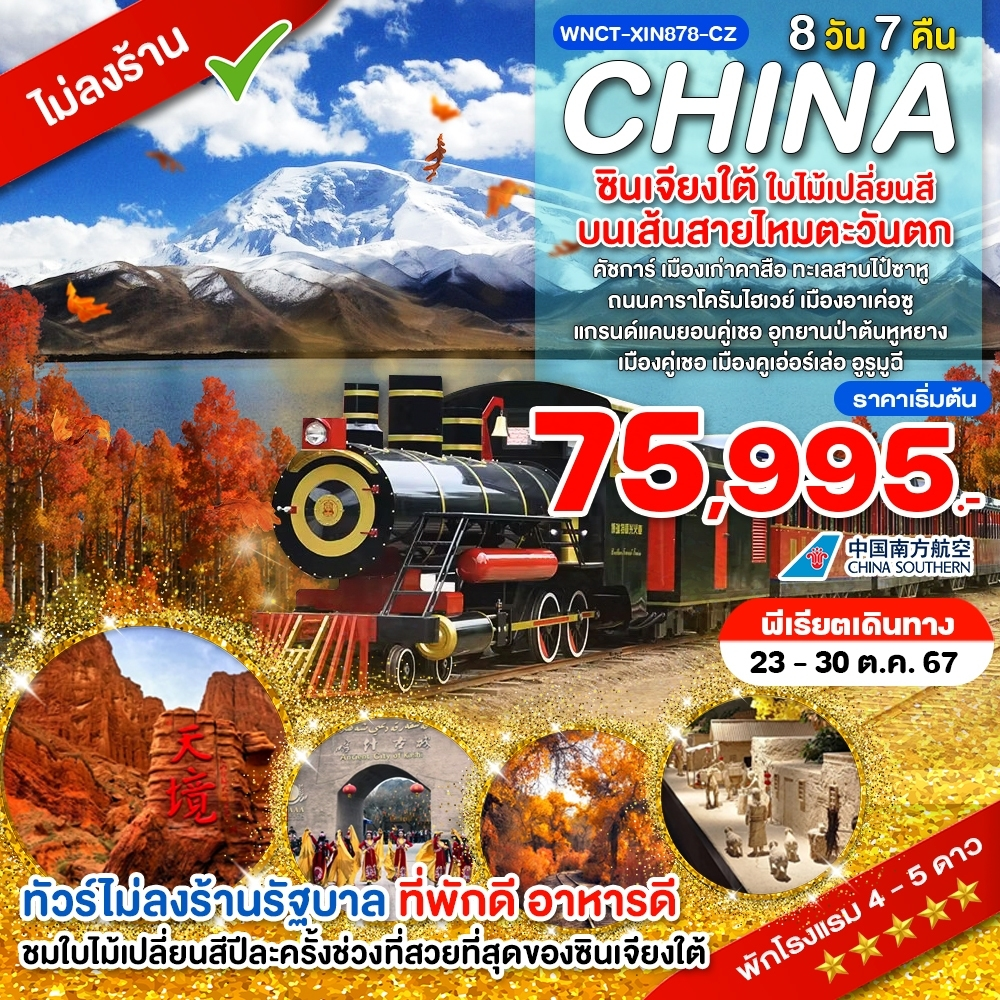 ไม่ลงร้าน
WNCT-XIN878-CZ
8 วัน 7 คืน
CHINA
ซินเจียงใต้ ใบไม้เปลี่ยนสี
บนเส้นสายไหมตะวันตก
คัชการ์ เมืองเก่าคาสือ ทะเลสาบไป๋ซาหู
ถนนคาราโครัมไฮเวย์ เมืองอาเค่อซู
แกรนด์แคนยอนคู่เชอ อุทยานป่าต้นหูหยาง
เมืองคู่เชอ เมืองคูเอ่อร์เล่อ อูรูมูฉี
ราคาเริ่มต้น
75,995.-
中国南方航空
CHINA SOUTHERN
พีเรียตเดินทาง
23 - 30 ต.ค. 67
天境
ทัวร์ไม่ลงร้านรัฐบาล ที่พักดี อาหารดี
ชมใบไม้เปลี่ยนสีปีละครั้งช่วงที่สวยที่สุดของซินเจียงใต้
พักโรงแรม 4 - 5 ดาว